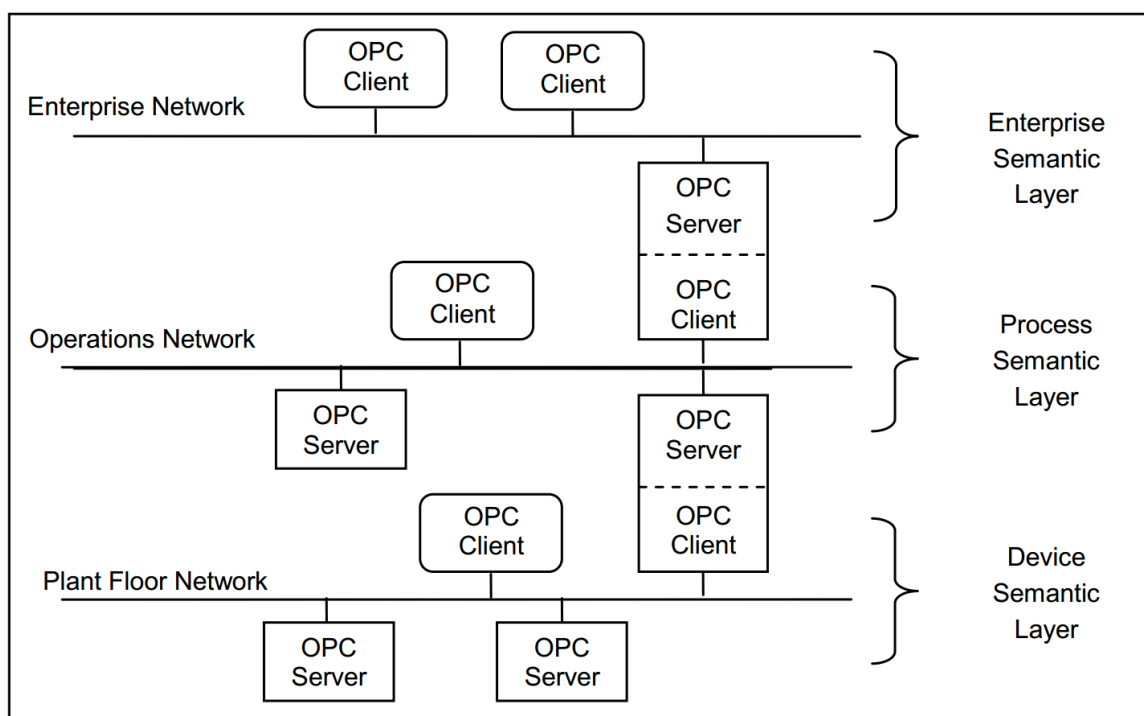 OPC
Client
OPC
Client
Enterprise Network
Enterprise
Semantic
Layer
OPC
Server
OPC
Client
OPC
Client
Operations Network
Process
Semantic
Layer
OPC
Server
OPC
Server
OPC
Client
OPC
Client
Plant Floor Network
Device
Semantic
Layer
OPC
Server
OPC
Server